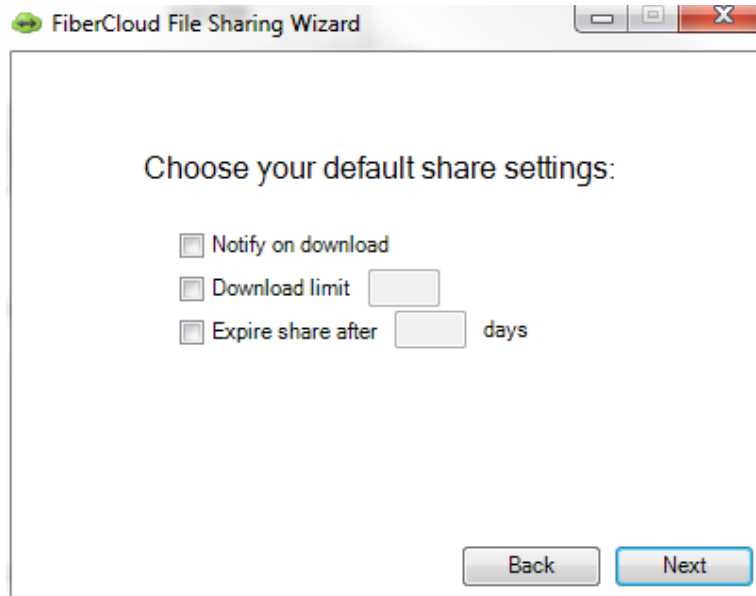 FiberCloud File Sharing Wizard
Choose your default share settings:
Notify on download
Download limit
Expire share after days
Back Next